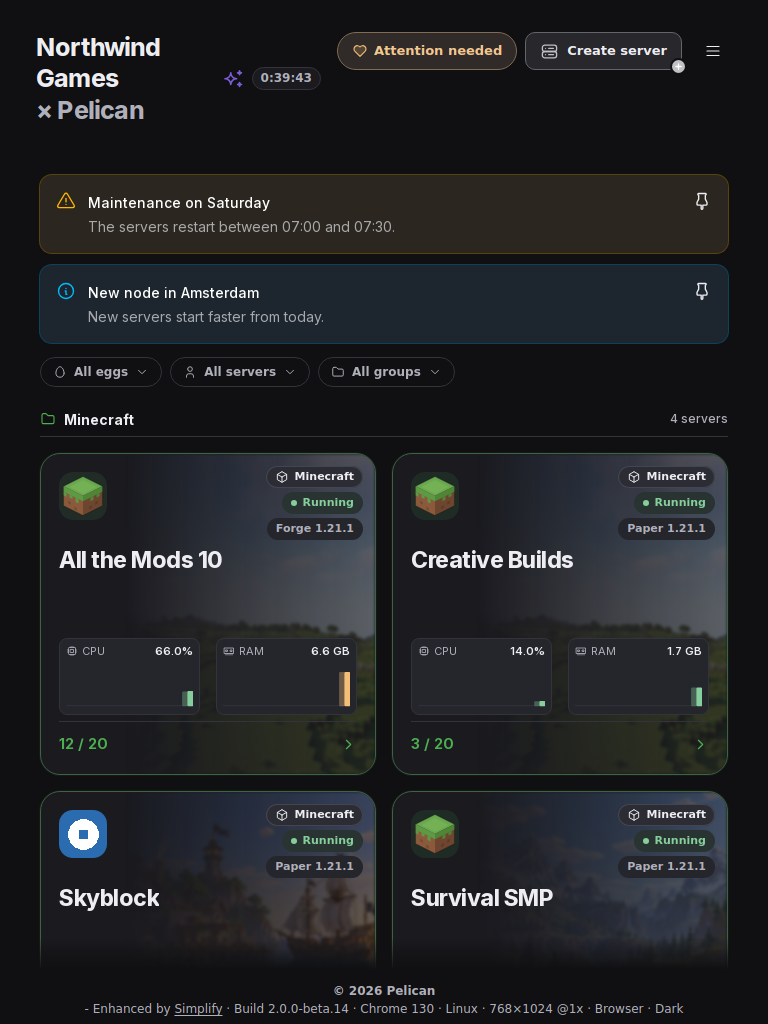 Northwind
Games
× Pelican
0:39:43
Attention needed
Create server
Maintenance on Saturday
The servers restart between 07:00 and 07:30.
New node in Amsterdam
New servers start faster from today.
All eggs
All servers
All groups
Minecraft
4 servers
Minecraft
Running
Forge 1.21.1
All the Mods 10
CPU 66.0%
RAM 6.6 GB
12 / 20
Minecraft
Running
Paper 1.21.1
Creative Builds
CPU 14.0%
RAM 1.7 GB
3 / 20
Minecraft
Running
Paper 1.21.1
Skyblock
Minecraft
Running
Paper 1.21.1
Survival SMP
© 2026 Pelican
- Enhanced by Simplify · Build 2.0.0-beta.14 · Chrome 130 · Linux · 768×1024 @1x · Browser · Dark